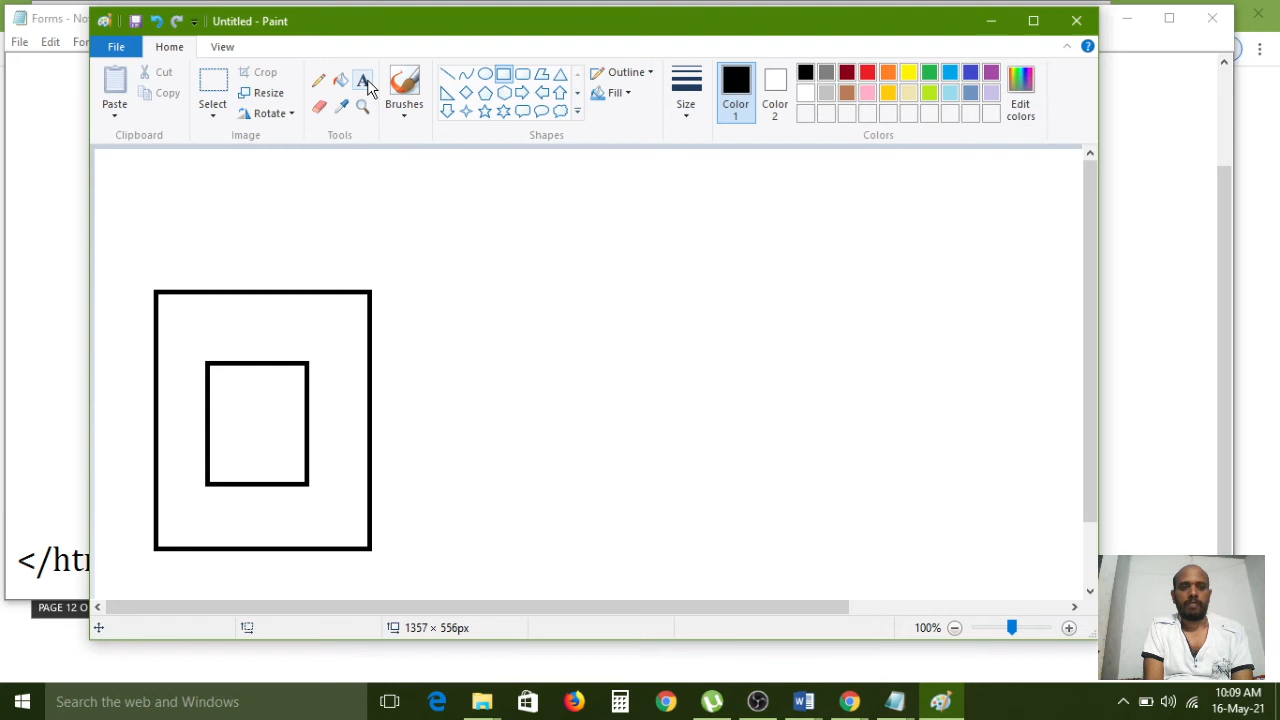 Forms - No
Untitled - Paint
File Edit For
File Home View
Paste
Cut
Copy
Clipboard
Select
Crop
Resize
Rotate
Image
A
Tools
Brushes
Shapes
Outline
Fill
Size
Color 1
Color 2
Edit colors
Colors
</htm
PAGE 12 O
1357 × 556px
100%
Search the web and Windows
10:09 AM
16-May-21